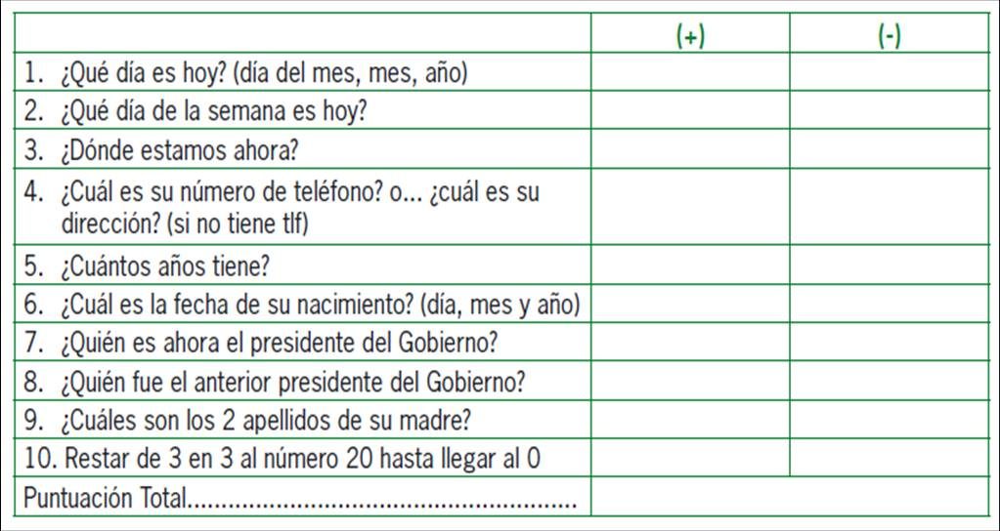 (+) (-)
1. ¿Qué día es hoy? (día del mes, mes, año)
2. ¿Qué día de la semana es hoy?
3. ¿Dónde estamos ahora?
4. ¿Cuál es su número de teléfono? o... ¿cuál es su
dirección? (si no tiene tlf)
5. ¿Cuántos años tiene?
6. ¿Cuál es la fecha de su nacimiento? (día, mes y año)
7. ¿Quién es ahora el presidente del Gobierno?
8. ¿Quién fue el anterior presidente del Gobierno?
9. ¿Cuáles son los 2 apellidos de su madre?
10. Restar de 3 en 3 al número 20 hasta llegar al 0
Puntuación Total.........................................................